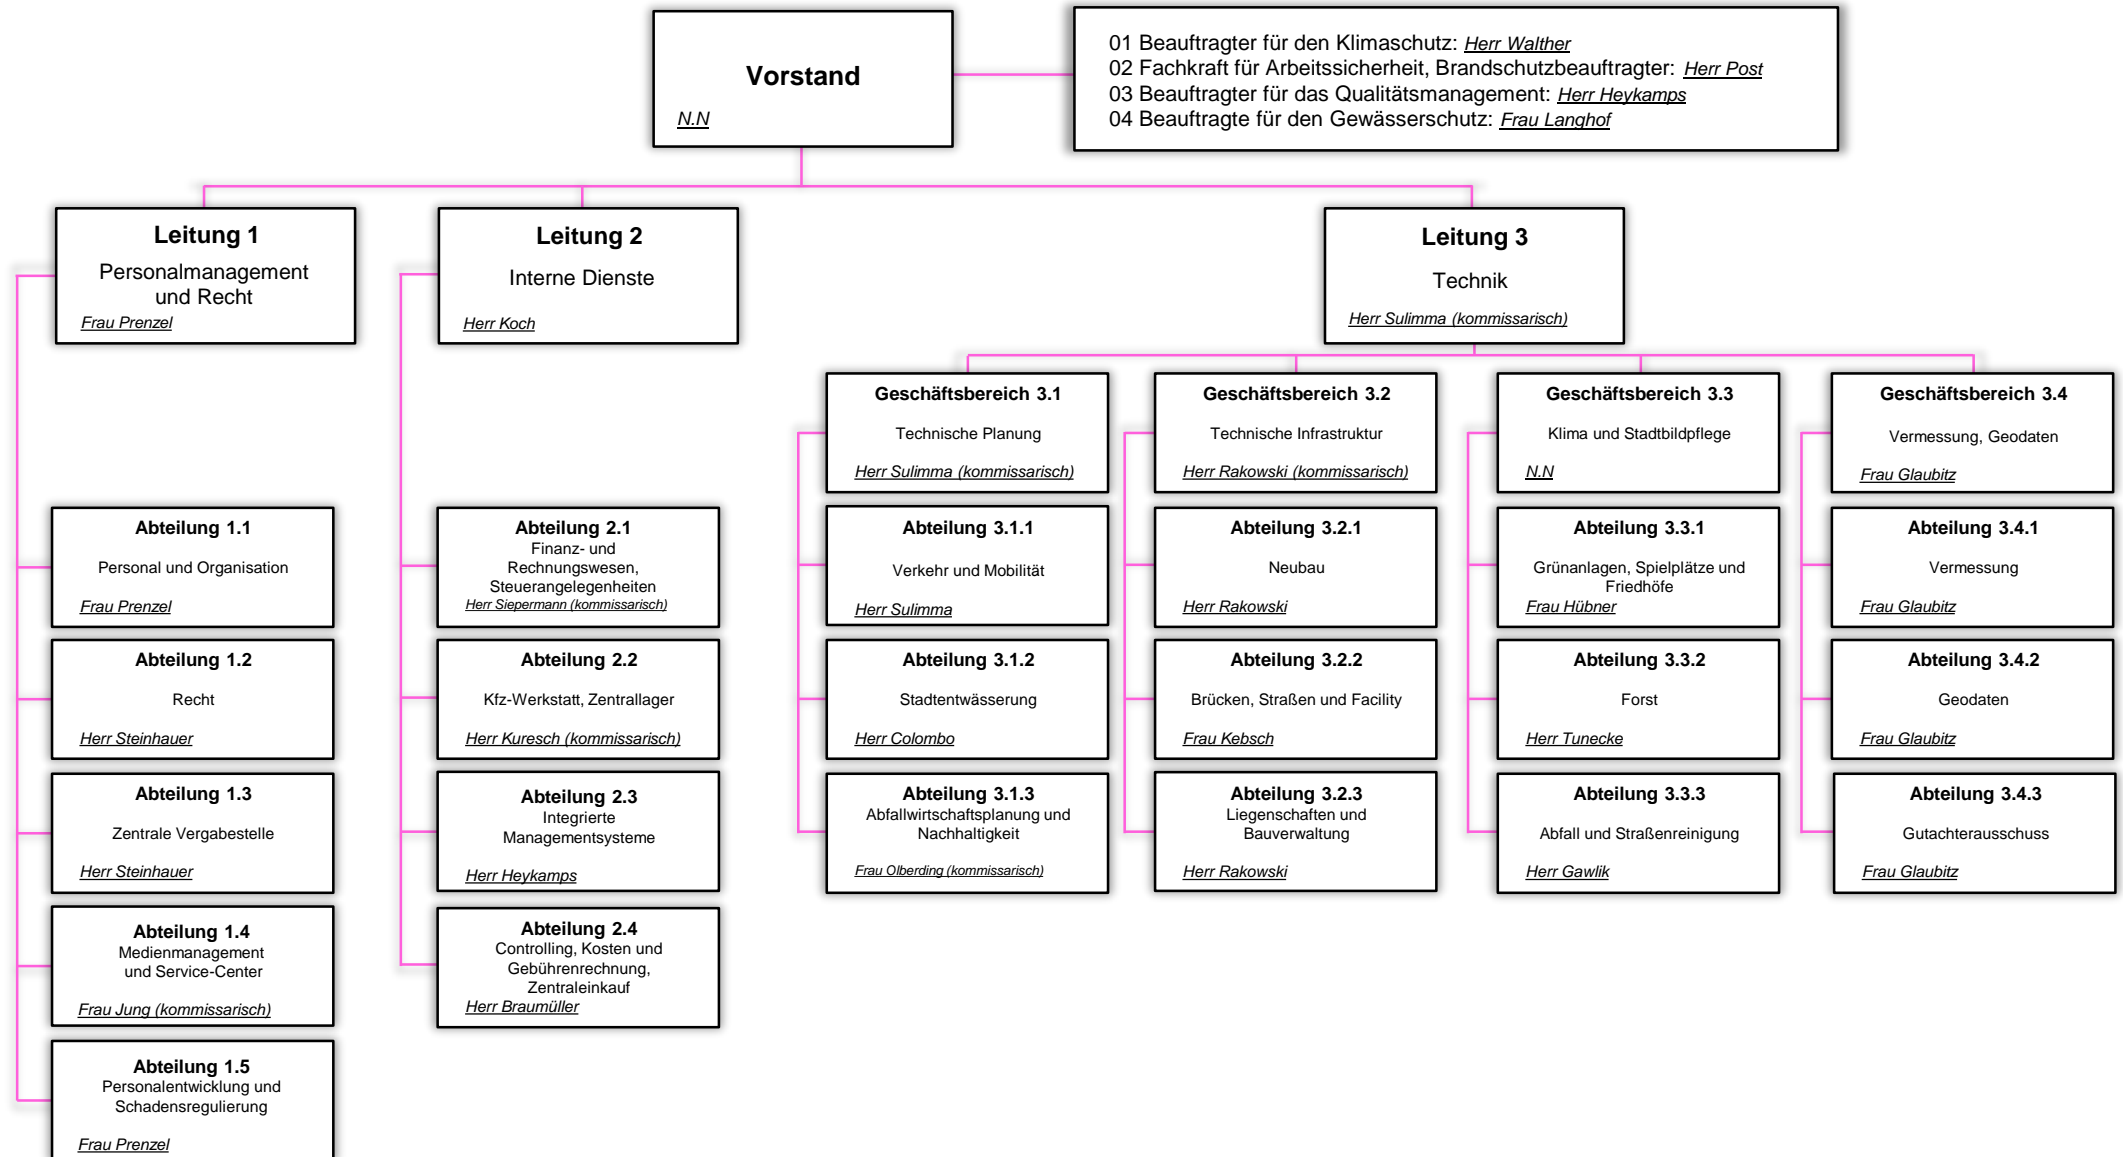 Vorstand
N.N
01 Beauftragter für den Klimaschutz: Herr Walther
02 Fachkraft für Arbeitssicherheit, Brandschutzbeauftragter: Herr Post
03 Beauftragter für das Qualitätsmanagement: Herr Heykamps
04 Beauftragte für den Gewässerschutz: Frau Langhof
Leitung 1
Personalmanagement
und Recht
Frau Prenzel
Leitung 2
Interne Dienste
Herr Koch
Leitung 3
Technik
Herr Sulimma (kommissarisch)
Geschäftsbereich 3.1
Technische Planung
Herr Sulimma (kommissarisch)
Geschäftsbereich 3.2
Technische Infrastruktur
Herr Rakowski (kommissarisch)
Geschäftsbereich 3.3
Klima und Stadtbildpflege
N.N
Geschäftsbereich 3.4
Vermessung, Geodaten
Frau Glaubitz
Abteilung 1.1
Personal und Organisation
Frau Prenzel
Abteilung 2.1
Finanz- und
Rechnungswesen,
Steuerangelegenheiten
Herr Siepermann (kommissarisch)
Abteilung 3.1.1
Verkehr und Mobilität
Herr Sulimma
Abteilung 3.2.1
Neubau
Herr Rakowski
Abteilung 3.3.1
Grünanlagen, Spielplätze und
Friedhöfe
Frau Hübner
Abteilung 3.4.1
Vermessung
Frau Glaubitz
Abteilung 1.2
Recht
Herr Steinhauer
Abteilung 2.2
Kfz-Werkstatt, Zentrallager
Herr Kuresch (kommissarisch)
Abteilung 3.1.2
Stadtentwässerung
Herr Colombo
Abteilung 3.2.2
Brücken, Straßen und Facility
Frau Kebsch
Abteilung 3.3.2
Forst
Herr Tunecke
Abteilung 3.4.2
Geodaten
Frau Glaubitz
Abteilung 1.3
Zentrale Vergabestelle
Herr Steinhauer
Abteilung 2.3
Integrierte
Managementsysteme
Herr Heykamps
Abteilung 3.1.3
Abfallwirtschaftsplanung und
Nachhaltigkeit
Frau Olberding (kommissarisch)
Abteilung 3.2.3
Liegenschaften und
Bauverwaltung
Herr Rakowski
Abteilung 3.3.3
Abfall und Straßenreinigung
Herr Gawlik
Abteilung 3.4.3
Gutachterausschuss
Frau Glaubitz
Abteilung 1.4
Medienmanagement
und Service-Center
Frau Jung (kommissarisch)
Abteilung 2.4
Controlling, Kosten und
Gebührenrechnung,
Zentraleinkauf
Herr Braumüller
Abteilung 1.5
Personalentwicklung und
Schadensregulierung
Frau Prenzel